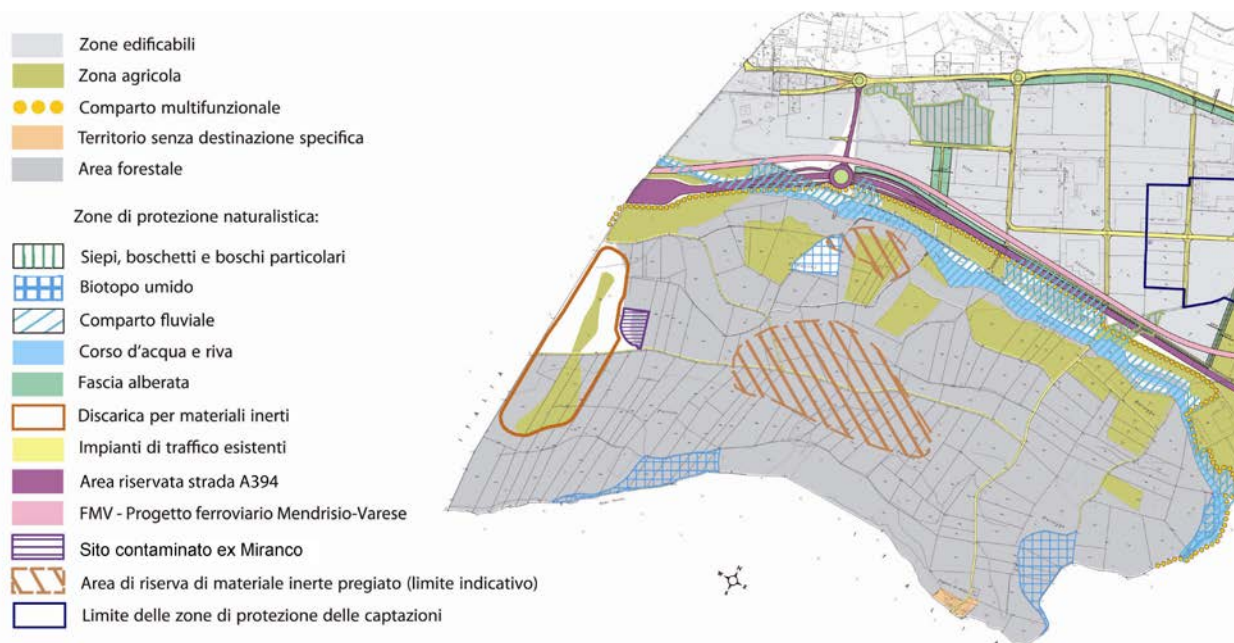 Zone edificabili
Zona agricola
Comparto multifunzionale
Territorio senza destinazione specifica
Area forestale
Zone di protezione naturalistica:
Siepi, boschetti e boschi particolari
Biotopo umido
Comparto fluviale
Corso d'acqua e riva
Fascia alberata
Discarica per materiali inerti
Impianti di traffico esistenti
Area riservata strada A394
FMV - Progetto ferroviario Mendrisio-Varese
Sito contaminato ex Miranco
Area di riserva di materiale inerte pregiato (limite indicativo)
Limite delle zone di protezione delle captazioni